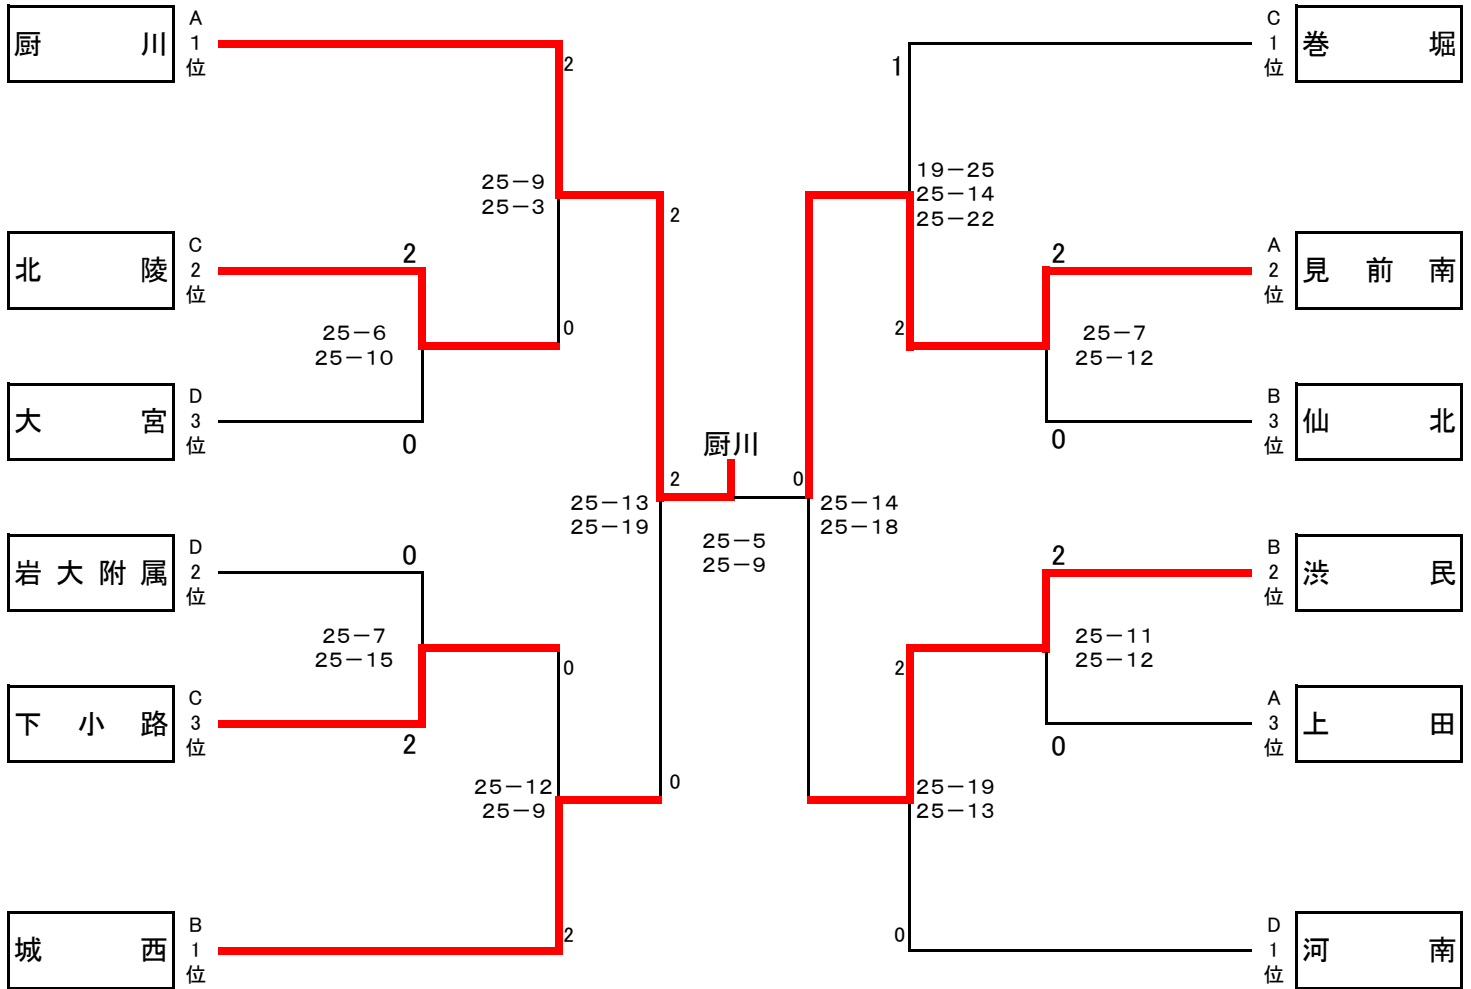 厨川
A
1
位
2
25－9
25－3
2
北陵
C
2
位
2
25－6
25－10
0
大宮
D
3
位
0
岩大附属
D
2
位
0
25－7
25－15
0
下小路
C
3
位
2
25－12
25－9
0
城西
B
1
位
2
25－13
25－19
2
厨川
25－5
25－9
0
25－14
25－18
1
19－25
25－14
25－22
2
C
1
位
巻堀
2
A
2
位
見前南
25－7
25－12
0
B
3
位
仙北
2
B
2
位
渋民
25－11
25－12
2
0
A
3
位
上田
25－19
25－13
0
D
1
位
河南